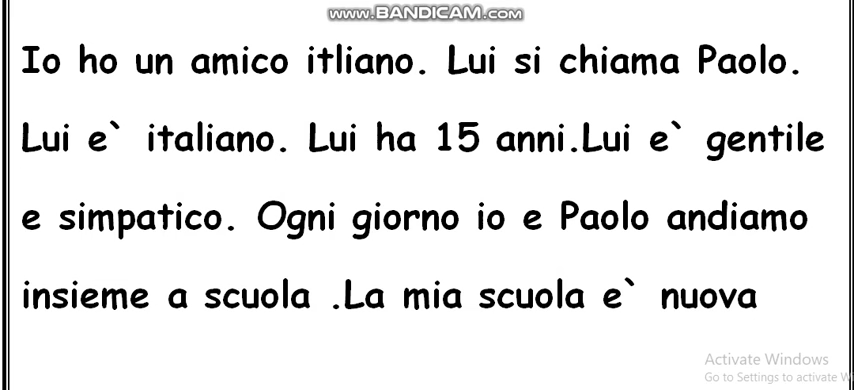 www.BANDICAM.com
Io ho un amico itliano. Lui si chiama Paolo.
Lui e` italiano. Lui ha 15 anni.Lui e` gentile
e simpatico. Ogni giorno io e Paolo andiamo
insieme a scuola .La mia scuola e` nuova
Activate Windows
Go to Settings to activate W